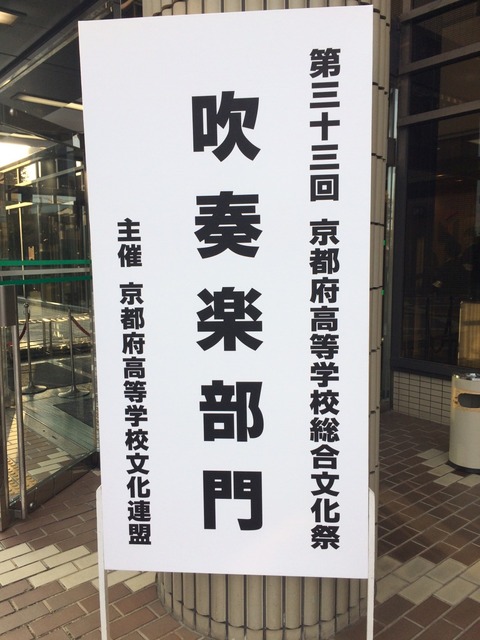 第三十三回 京都府高等学校総合文化祭
吹奏楽部門
主催 京都府高等学校文化連盟